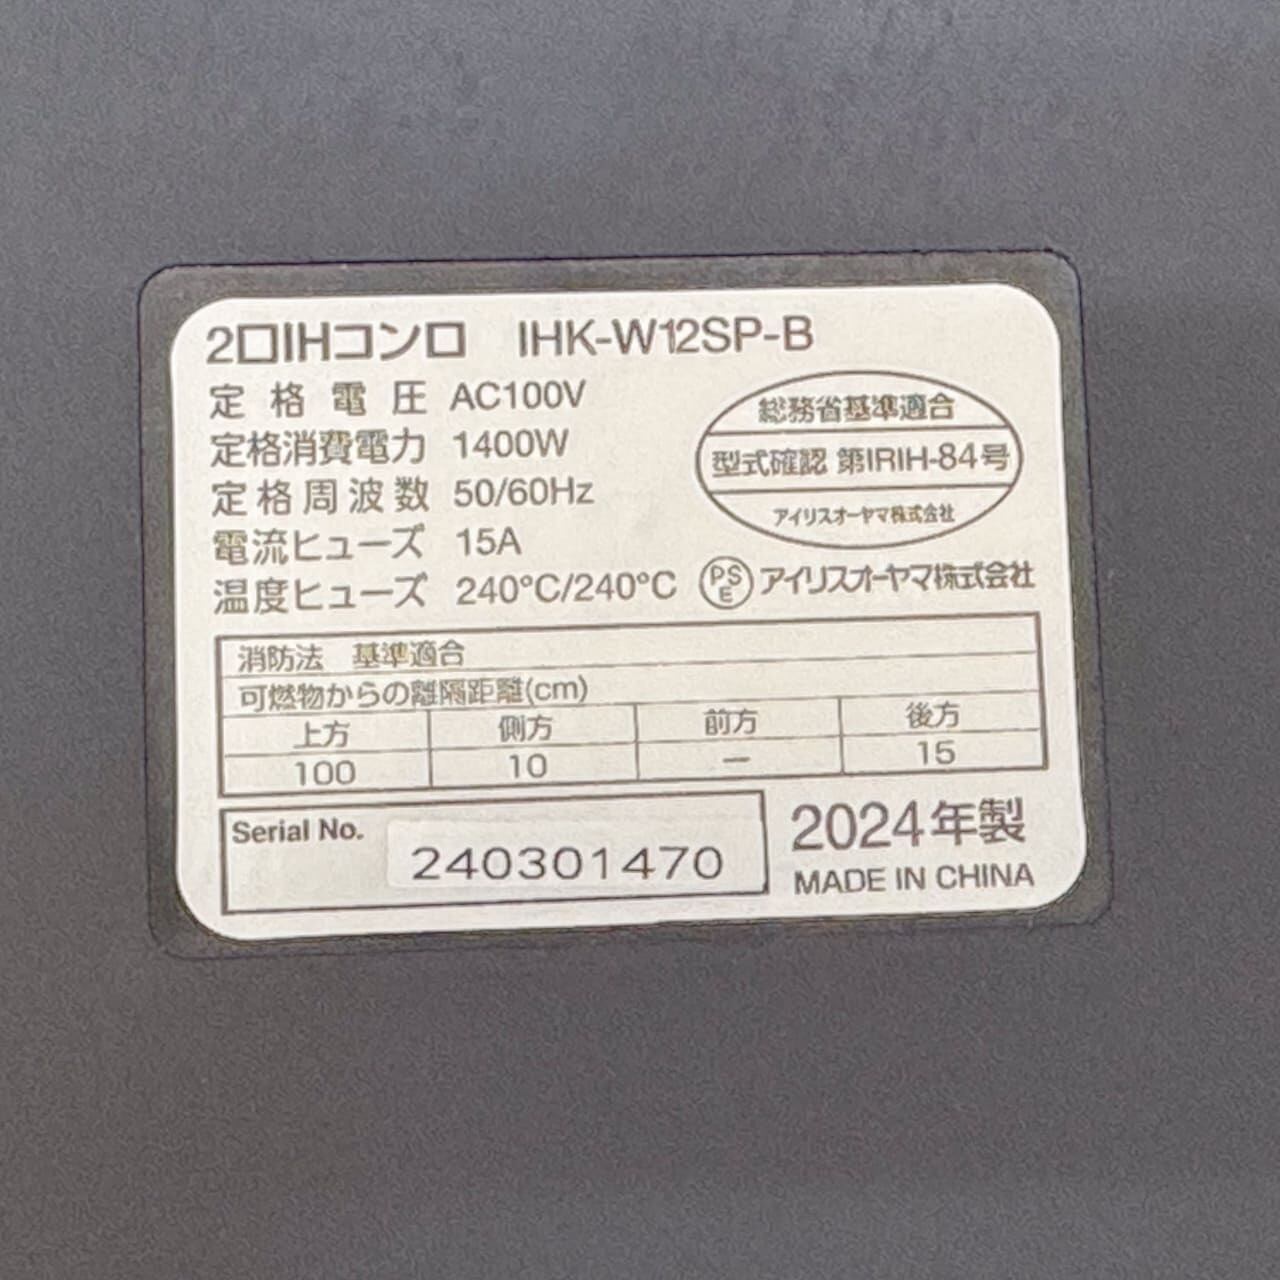 2口IHコンロ IHK-W12SP-B
定格電圧 AC100V
定格消費電力 1400W
定格周波数 50/60Hz
電流ヒューズ 15A
温度ヒューズ 240°C/240°C
総務省基準適合
型式確認 第IRIH-84号
アイリスオーヤマ株式会社
PSE アイリスオーヤマ株式会社
消防法 基準適合
可燃物からの離隔距離(cm)
上方 側方 前方 後方
100 10 － 15
Serial No. 240301470
2024年製
MADE IN CHINA